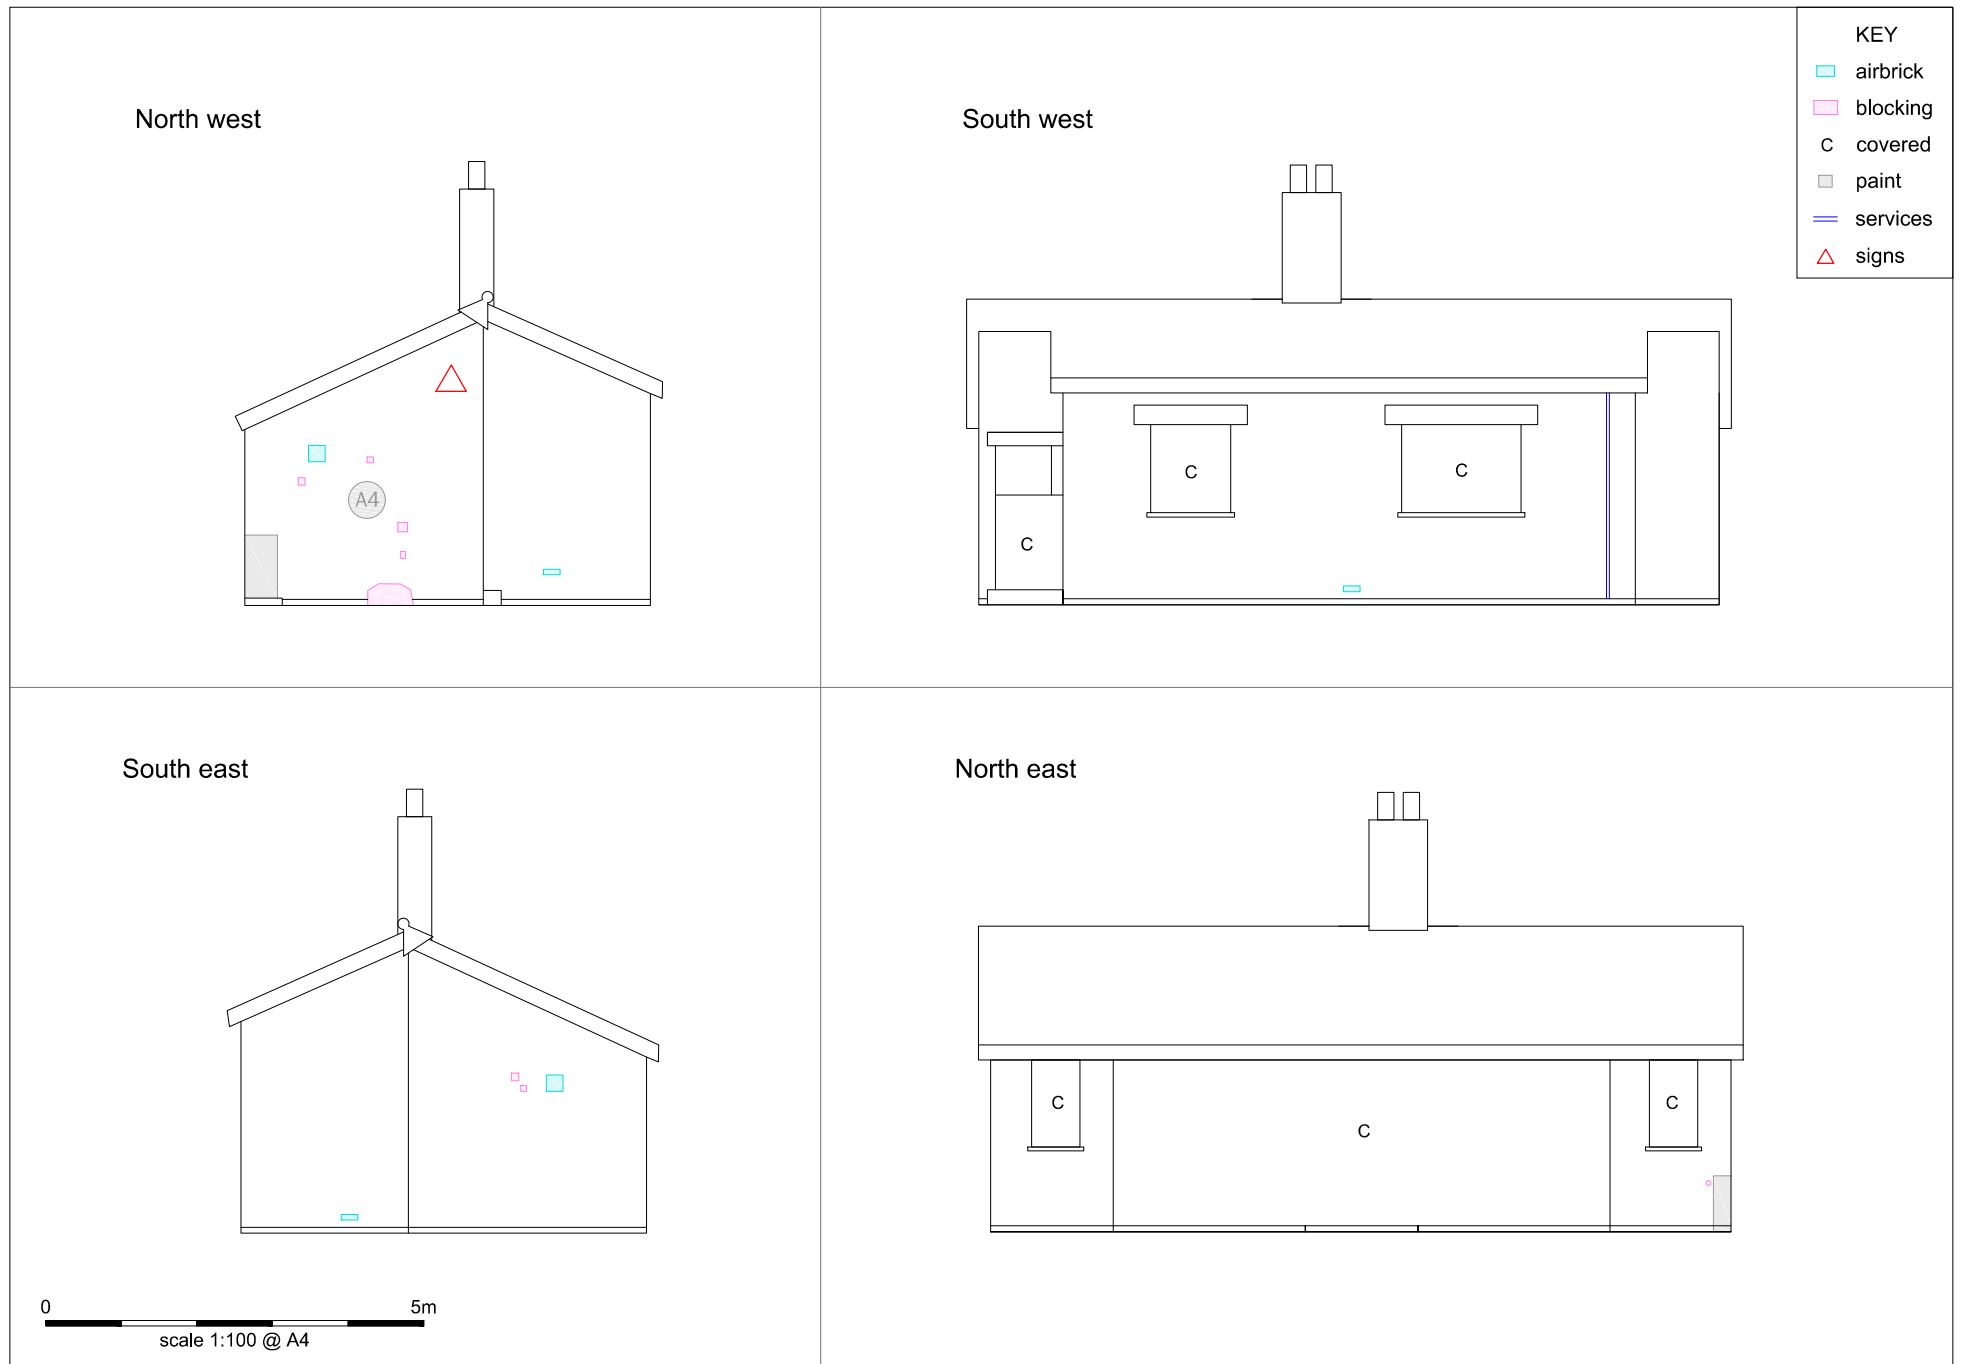 North west
A4
South west
C
C
C
KEY
airbrick
blocking
C covered
paint
services
signs
South east
0 5m
scale 1:100 @ A4
North east
C
C
C